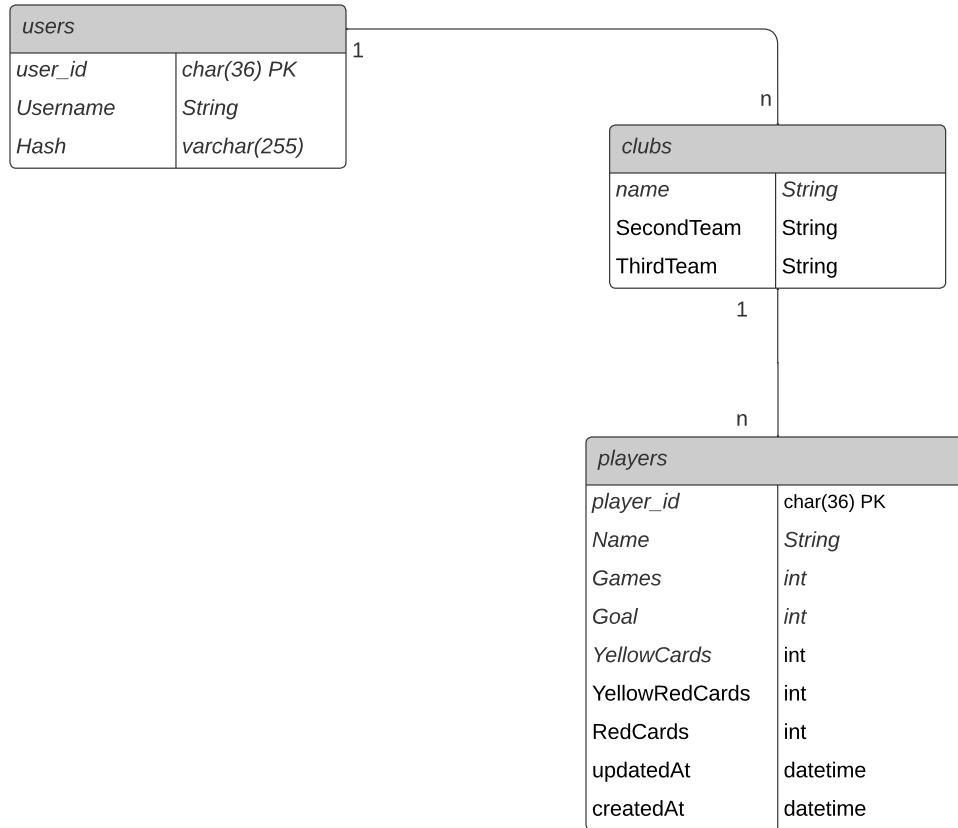 users
user_id char(36) PK
Username String
Hash varchar(255)
1
n
clubs
name String
SecondTeam String
ThirdTeam String
1
n
players
player_id char(36) PK
Name String
Games int
Goal int
YellowCards int
YellowRedCards int
RedCards int
updatedAt datetime
createdAt datetime